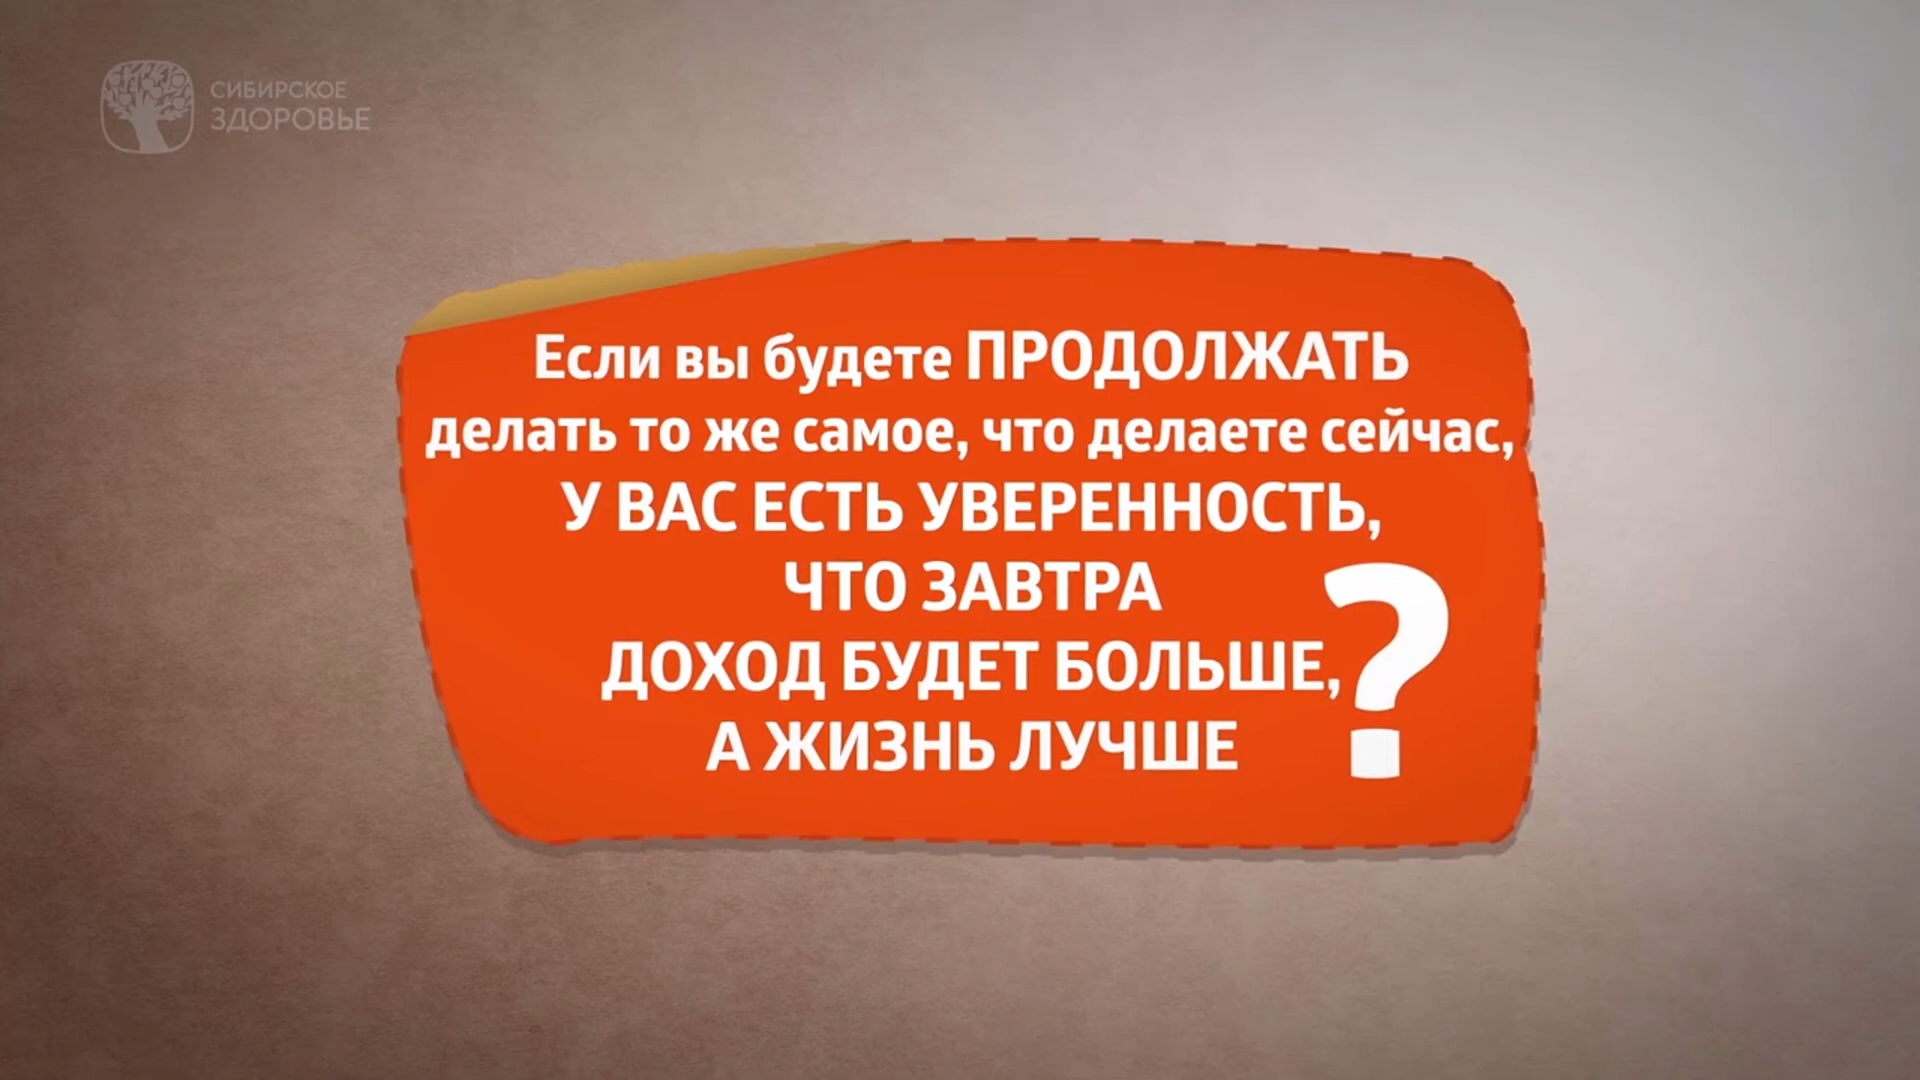 СИБИРСКОЕ
ЗДОРОВЬЕ
Если вы будете ПРОДОЛЖАТЬ
делать то же самое, что делаете сейчас,
У ВАС ЕСТЬ УВЕРЕННОСТЬ,
ЧТО ЗАВТРА
ДОХОД БУДЕТ БОЛЬШЕ,
А ЖИЗНЬ ЛУЧШЕ?